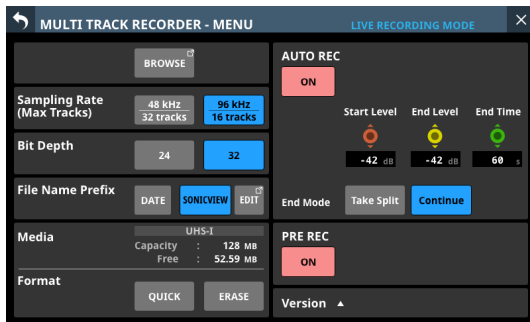 MULTI TRACK RECORDER - MENU
LIVE RECORDING MODE
BROWSE
Sampling Rate
(Max Tracks)
48 kHz
32 tracks
96 kHz
16 tracks
Bit Depth
24
32
File Name Prefix
DATE
SONICVIEW
EDIT
Media
UHS-I
Capacity : 128 MB
Free : 52.59 MB
Format
QUICK
ERASE
AUTO REC
ON
Start Level
End Level
End Time
-42 dB
-42 dB
60 s
End Mode
Take Split
Continue
PRE REC
ON
Version ▲